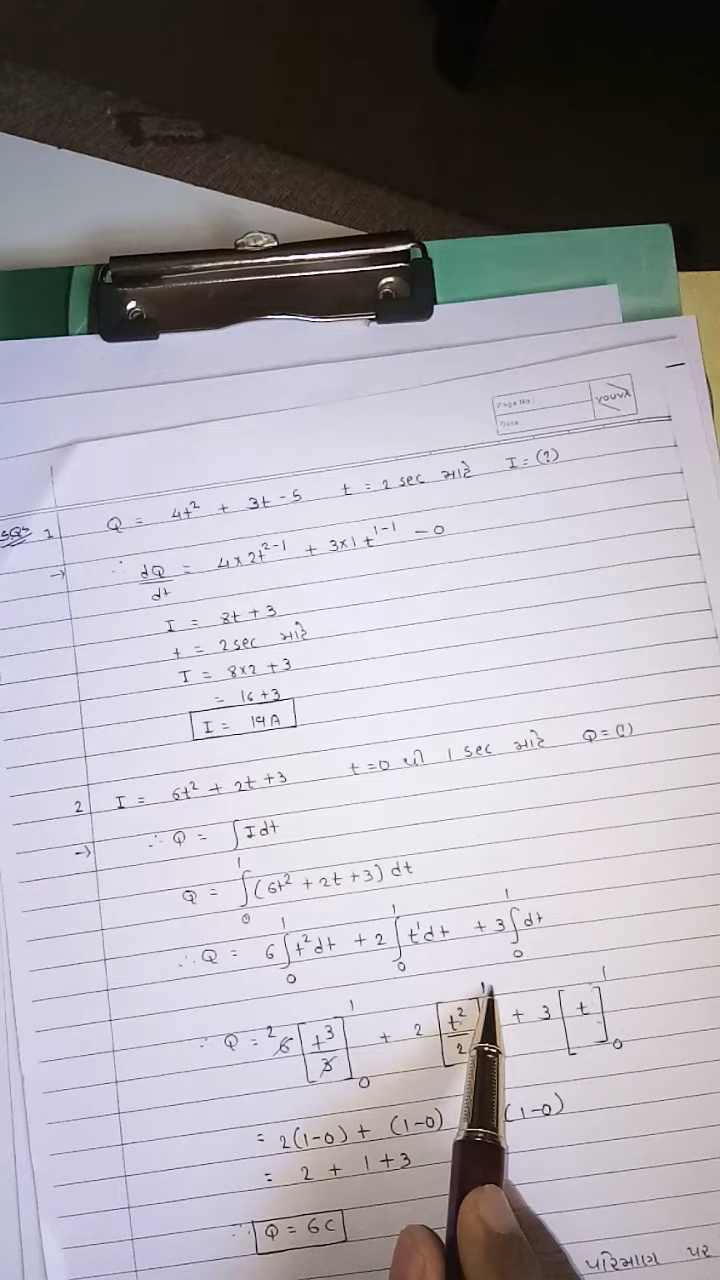 Page No.:
Date:
YOUVA
SQS 1 Q = 4t² + 3t - 5 t = 2 sec માટે I = (?)
→ ∴ dQ/dt = 4×2t²⁻¹ + 3×1 t¹⁻¹ - 0
I = 8t + 3
t = 2 sec માટે
I = 8×2 + 3
= 16 + 3
I = 19A
2 I = 6t² + 2t + 3 t = 0 થી 1 sec માટે Q = (?)
→ ∴ Q = ∫ I dt
Q = ∫₀¹ (6t² + 2t + 3) dt
∴ Q = 6 ∫₀¹ t² dt + 2 ∫₀¹ t¹ dt + 3 ∫₀¹ dt
∴ Q = ² 6 [t³/3]₀¹ + 2 [t²/2]¹ + 3 [t]₀¹
= 2(1-0) + (1-0) (1-0)
= 2 + 1 + 3
∴ Q = 6C
પરિમાણ પર